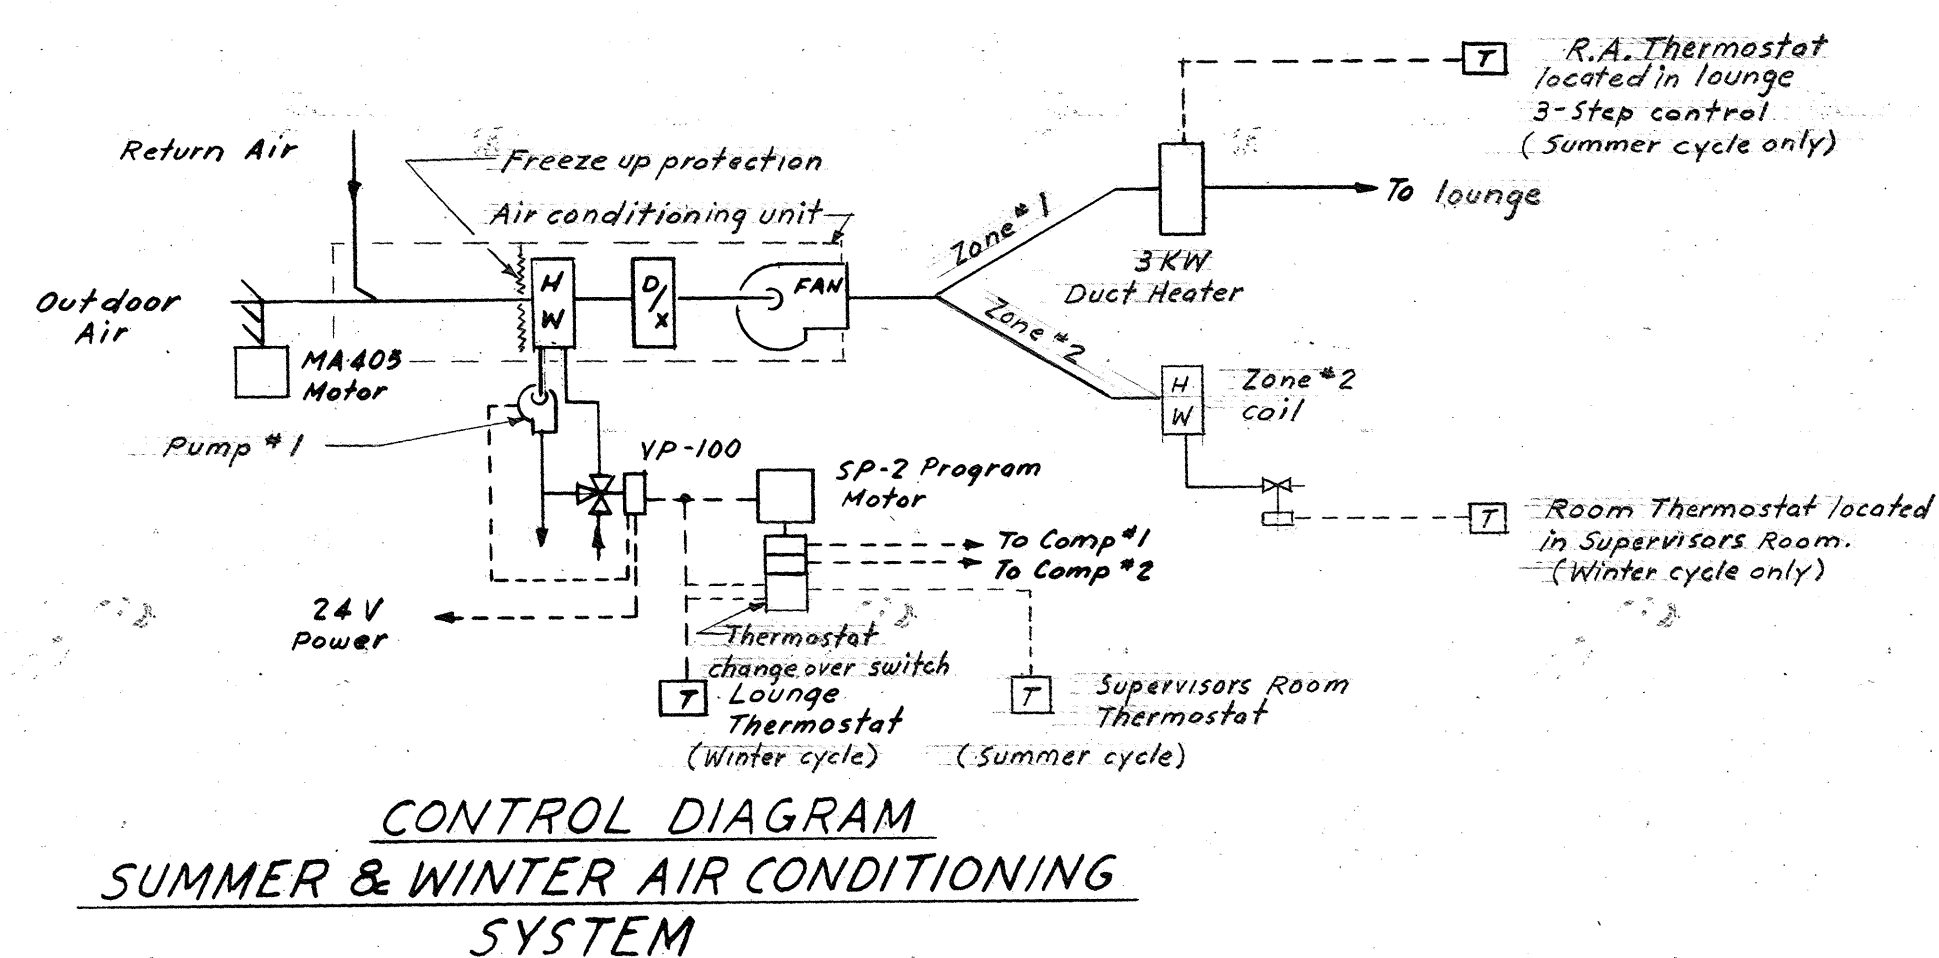 R.A. Thermostat
located in lounge
3-Step control
(Summer cycle only)
T
Return Air
Freeze up protection
Air conditioning unit
To lounge
Zone #1
3 KW
Duct Heater
Outdoor
Air
H
W
D/X
FAN
Zone #2
MA405
Motor
H
W
Zone #2
coil
Pump #1
VP-100
SP-2 Program
Motor
T
Room Thermostat located
in Supervisors Room.
(Winter cycle only)
To Comp #1
To Comp #2
24V
Power
Thermostat
change over switch
T
Lounge
Thermostat
(Winter cycle)
T
Supervisors Room
Thermostat
(Summer cycle)
CONTROL DIAGRAM
SUMMER & WINTER AIR CONDITIONING
SYSTEM